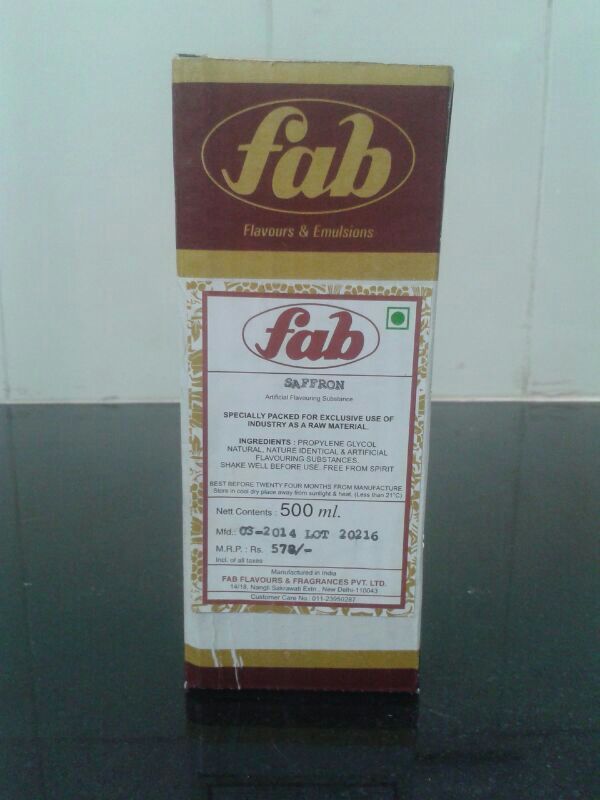 fab
Flavours & Emulsions
fab
SAFFRON
Artificial Flavouring Substance
SPECIALLY PACKED FOR EXCLUSIVE USE OF
INDUSTRY AS A RAW MATERIAL.
INGREDIENTS : PROPYLENE GLYCOL
NATURAL, NATURE IDENTICAL & ARTIFICIAL
FLAVOURING SUBSTANCES.
SHAKE WELL BEFORE USE. FREE FROM SPIRIT
BEST BEFORE TWENTY FOUR MONTHS FROM MANUFACTURE
Store in cool dry place away from sunlight & heat. (Less than 21°C)
Nett Contents : 500 ml.
Mfd.: 03-2014 LOT 20216
M.R.P. : Rs. 578/-
Incl. of all taxes
Manufactured in India
FAB FLAVOURS & FRAGRANCES PVT. LTD.
14/18, Nangli Sakrawati Extn., New Delhi-110043
Customer Care No.: 011-23950287